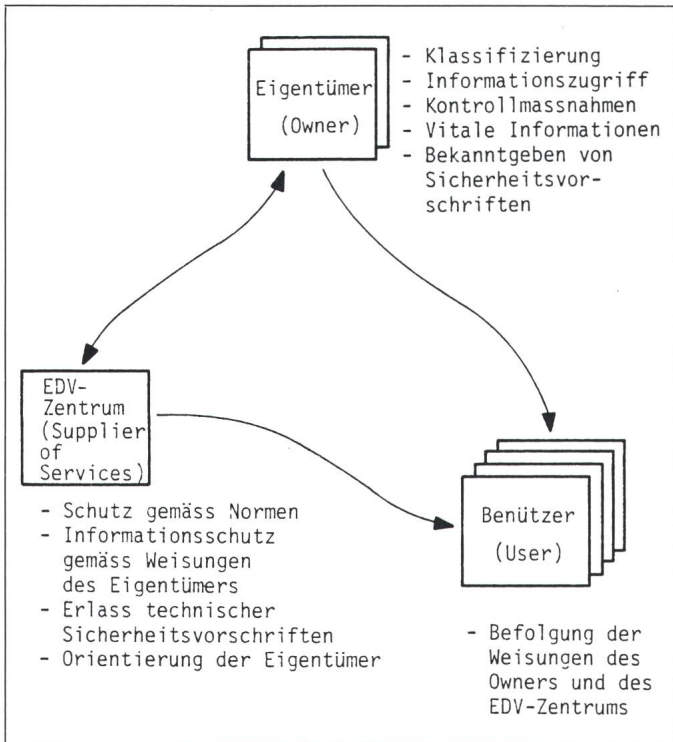 Eigentümer
(Owner)
- Klassifizierung
- Informationszugriff
- Kontrollmassnahmen
- Vitale Informationen
- Bekanntgeben von
Sicherheitsvor-
schriften
EDV-
Zentrum
(Supplier
of
Services)
- Schutz gemäss Normen
- Informationsschutz
gemäss Weisungen
des Eigentümers
- Erlass technischer
Sicherheitsvorschriften
- Orientierung der Eigentümer
Benützer
(User)
- Befolgung der
Weisungen des
Owners und des
EDV-Zentrums